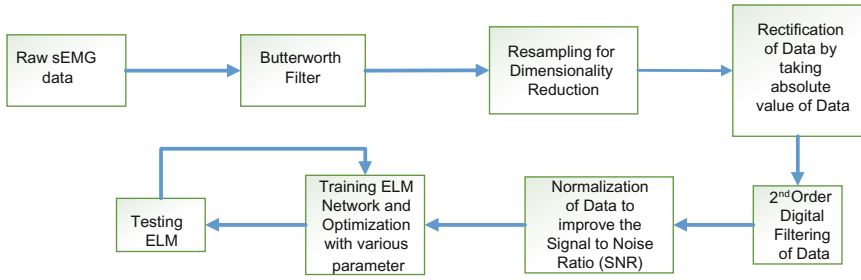 Raw sEMG
data
Butterworth
Filter
Resampling for
Dimensionality
Reduction
Rectification
of Data by
taking
absolute
value of Data
2nd Order
Digital
Filtering
of Data
Normalization
of Data to
improve the
Signal to Noise
Ratio (SNR)
Training ELM
Network and
Optimization
with various
parameter
Testing
ELM